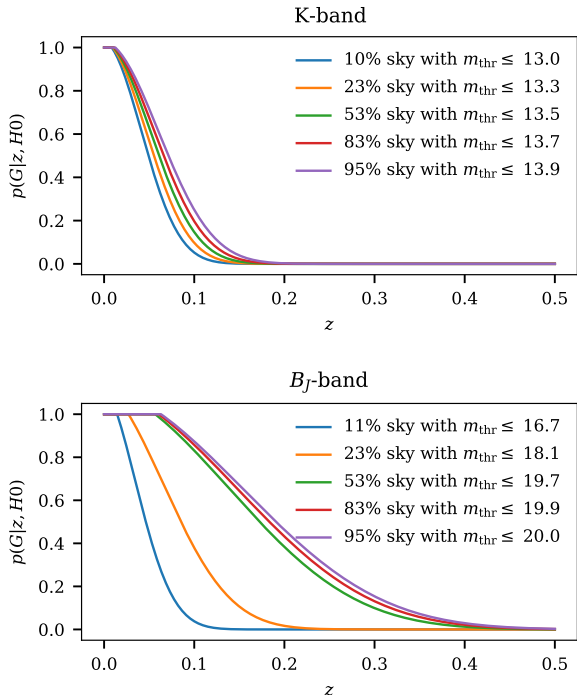 K-band
1.0
0.8
0.6
0.4
0.2
0.0
p(G|z, H0)
10% sky with m_thr ≤ 13.0
23% sky with m_thr ≤ 13.3
53% sky with m_thr ≤ 13.5
83% sky with m_thr ≤ 13.7
95% sky with m_thr ≤ 13.9
0.0 0.1 0.2 0.3 0.4 0.5
z
B_J-band
1.0
0.8
0.6
0.4
0.2
0.0
p(G|z, H0)
11% sky with m_thr ≤ 16.7
23% sky with m_thr ≤ 18.1
53% sky with m_thr ≤ 19.7
83% sky with m_thr ≤ 19.9
95% sky with m_thr ≤ 20.0
0.0 0.1 0.2 0.3 0.4 0.5
z